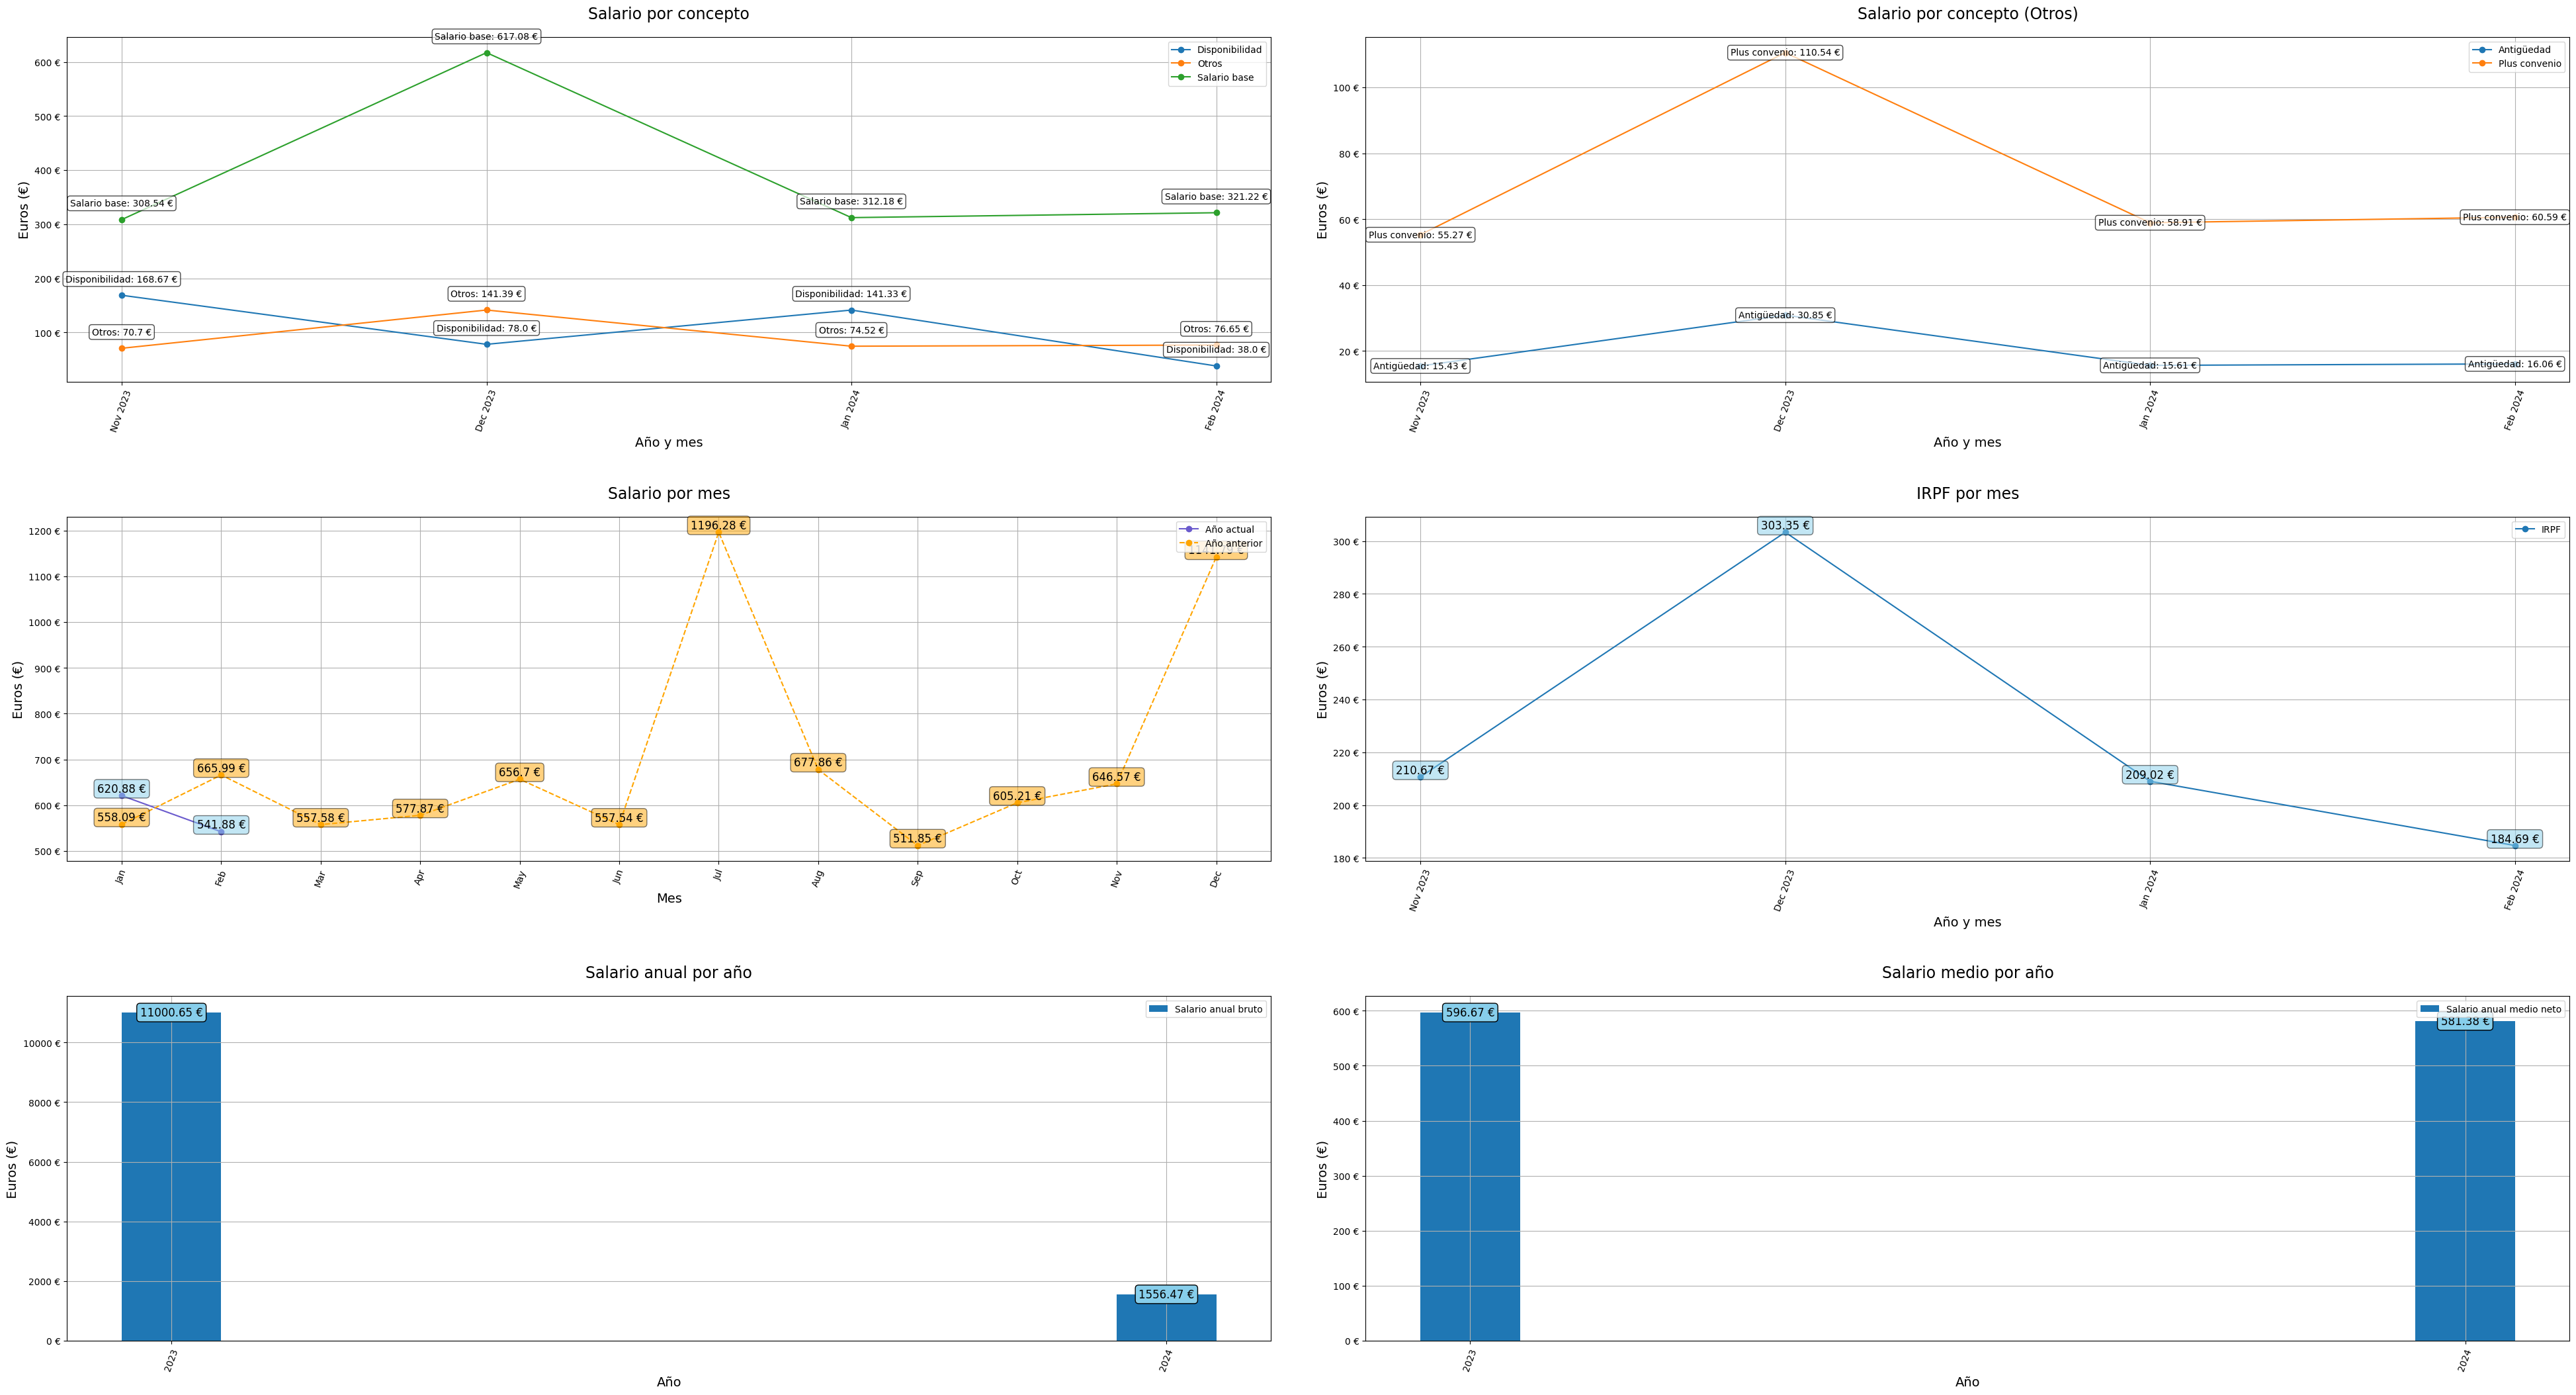 Salario por concepto
Euros (€)
600 €
500 €
400 €
300 €
200 €
100 €
Salario base: 617.08 €
Salario base: 308.54 €
Salario base: 312.18 €
Salario base: 321.22 €
Disponibilidad: 168.67 €
Otros: 141.39 €
Disponibilidad: 141.33 €
Otros: 70.7 €
Disponibilidad: 78.0 €
Otros: 74.52 €
Otros: 76.65 €
Disponibilidad: 38.0 €
Disponibilidad
Otros
Salario base
Nov 2023
Dec 2023
Jan 2024
Feb 2024
Año y mes
Salario por concepto (Otros)
Euros (€)
100 €
80 €
60 €
40 €
20 €
Plus convenio: 110.54 €
Plus convenio: 55.27 €
Plus convenio: 58.91 €
Plus convenio: 60.59 €
Antigüedad: 15.43 €
Antigüedad: 30.85 €
Antigüedad: 15.61 €
Antigüedad: 16.06 €
Antigüedad
Plus convenio
Nov 2023
Dec 2023
Jan 2024
Feb 2024
Año y mes
Salario por mes
Euros (€)
1200 €
1100 €
1000 €
900 €
800 €
700 €
600 €
500 €
620.88 €
541.88 €
558.09 €
665.99 €
557.58 €
577.87 €
656.7 €
557.54 €
1196.28 €
677.86 €
511.85 €
605.21 €
646.57 €
Año actual
Año anterior
Jan
Feb
Mar
Apr
May
Jun
Jul
Aug
Sep
Oct
Nov
Dec
Mes
IRPF por mes
Euros (€)
300 €
280 €
260 €
240 €
220 €
200 €
180 €
210.67 €
303.35 €
209.02 €
184.69 €
IRPF
Nov 2023
Dec 2023
Jan 2024
Feb 2024
Año y mes
Salario anual por año
Euros (€)
10000 €
8000 €
6000 €
4000 €
2000 €
0 €
11000.65 €
1556.47 €
Salario anual bruto
2023
2024
Año
Salario medio por año
Euros (€)
600 €
500 €
400 €
300 €
200 €
100 €
0 €
596.67 €
581.38 €
Salario anual medio neto
2023
2024
Año